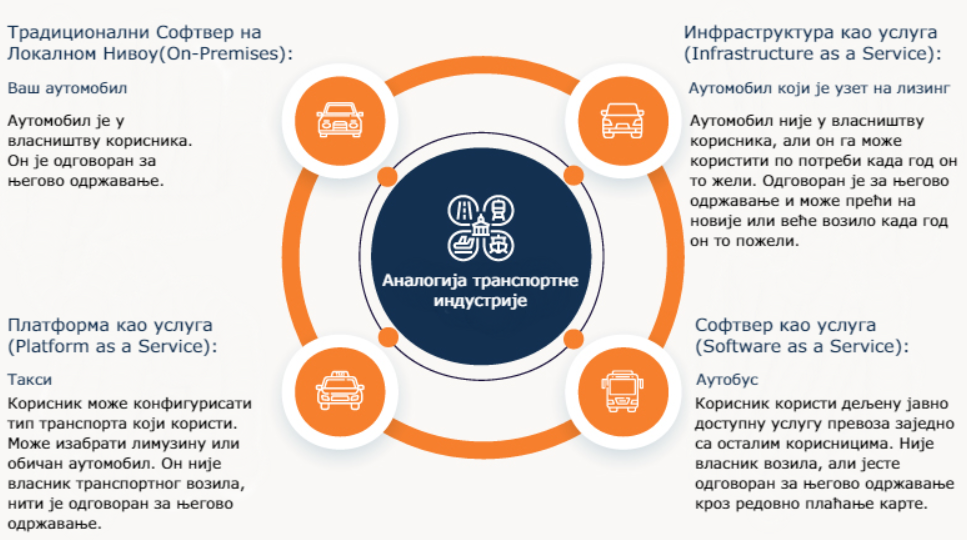 Традиционални Софтвер на
Локалном Нивоу(On-Premises):
Ваш аутомобил
Аутомобил је у
власништву корисника.
Он је одговоран за
његово одржавање.
Инфраструктура као услуга
(Infrastructure as a Service):
Аутомобил који је узет на лизинг
Аутомобил није у власништву
корисника, али он га може
користити по потреби када год он
то жели. Одговоран је за његово
одржавање и може прећи на
новије или веће возило када год
он то пожели.
Аналогија транспортне
индустрије
Платформа као услуга
(Platform as a Service):
Такси
Корисник може конфигурисати
тип транспорта који користи.
Може изабрати лимузину или
обичан аутомобил. Он није
власник транспортног возила,
нити је одговоран за његово
одржавање.
Софтвер као услуга
(Software as a Service):
Аутобус
Корисник користи дељену јавно
доступну услугу превоза заједно
са осталим корисницима. Није
власник возила, али јесте
одговоран за његово одржавање
кроз редовно плаћање карте.